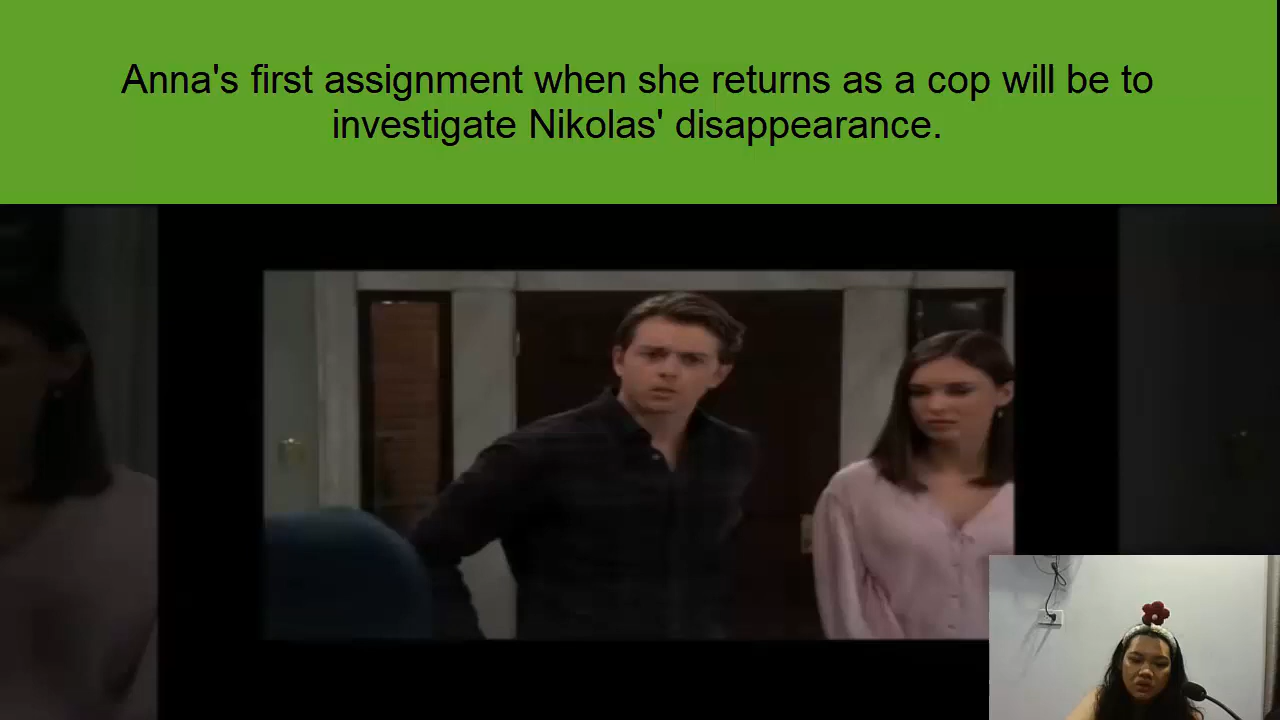 Anna's first assignment when she returns as a cop will be to
investigate Nikolas' disappearance.